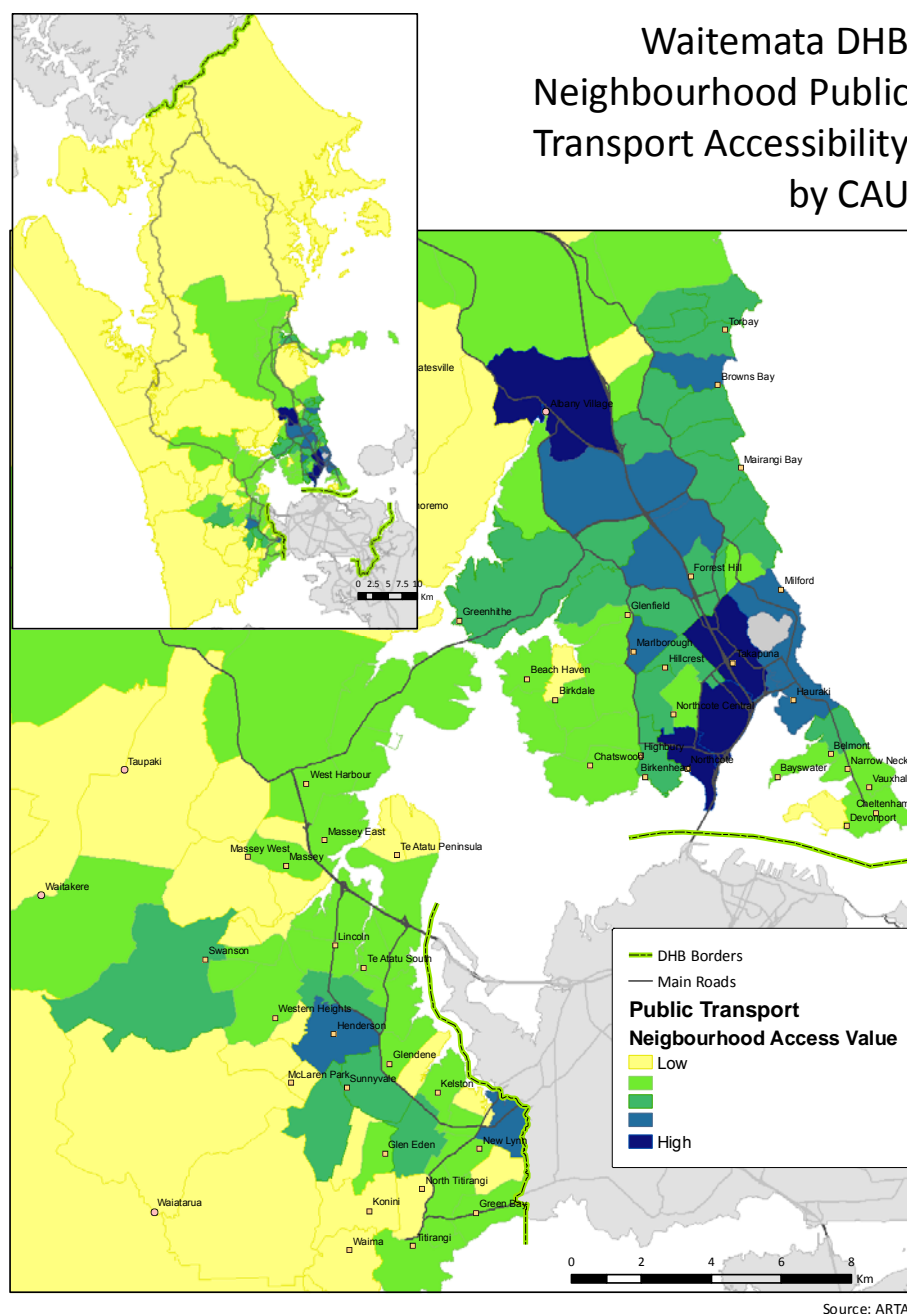 Waitemata DHB
Neighbourhood Public
Transport Accessibility
by CAU
0 2.5 5 7.5 10
Km
atesville
oremo
Torbay
Browns Bay
Albany Village
Mairangi Bay
Forrest Hill
Milford
Greenhithe
Glenfield
Marlborough
Takapuna
Hillcrest
Beach Haven
Birkdale
Hauraki
Northcote Central
Chatswood
Highbury
Birkenhead
Northcote
Belmont
Bayswater
Narrow Neck
Vauxhal
Cheltenham
Devonport
Taupaki
West Harbour
Massey East
Massey West
Massey
Te Atatu Peninsula
Waitakere
Swanson
Lincoln
Te Atatu South
Western Heights
Henderson
Glendene
McLaren Park
Sunnyvale
Kelston
Glen Eden
New Lynn
North Titirangi
Waiatarua
Konini
Green Bay
Waima
Titirangi
DHB Borders
Main Roads
Public Transport
Neigbourhood Access Value
Low
High
0 2 4 6 8
Km
Source: ARTA